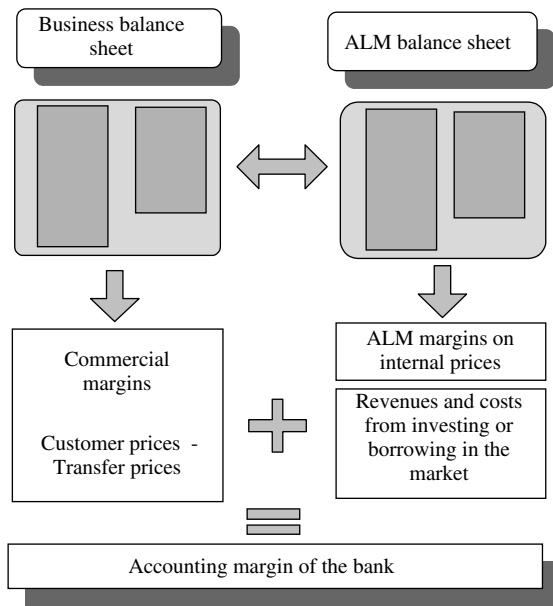 Business balance
sheet
ALM balance sheet
Commercial
margins
Customer prices -
Transfer prices
ALM margins on
internal prices
Revenues and costs
from investing or
borrowing in the
market
Accounting margin of the bank